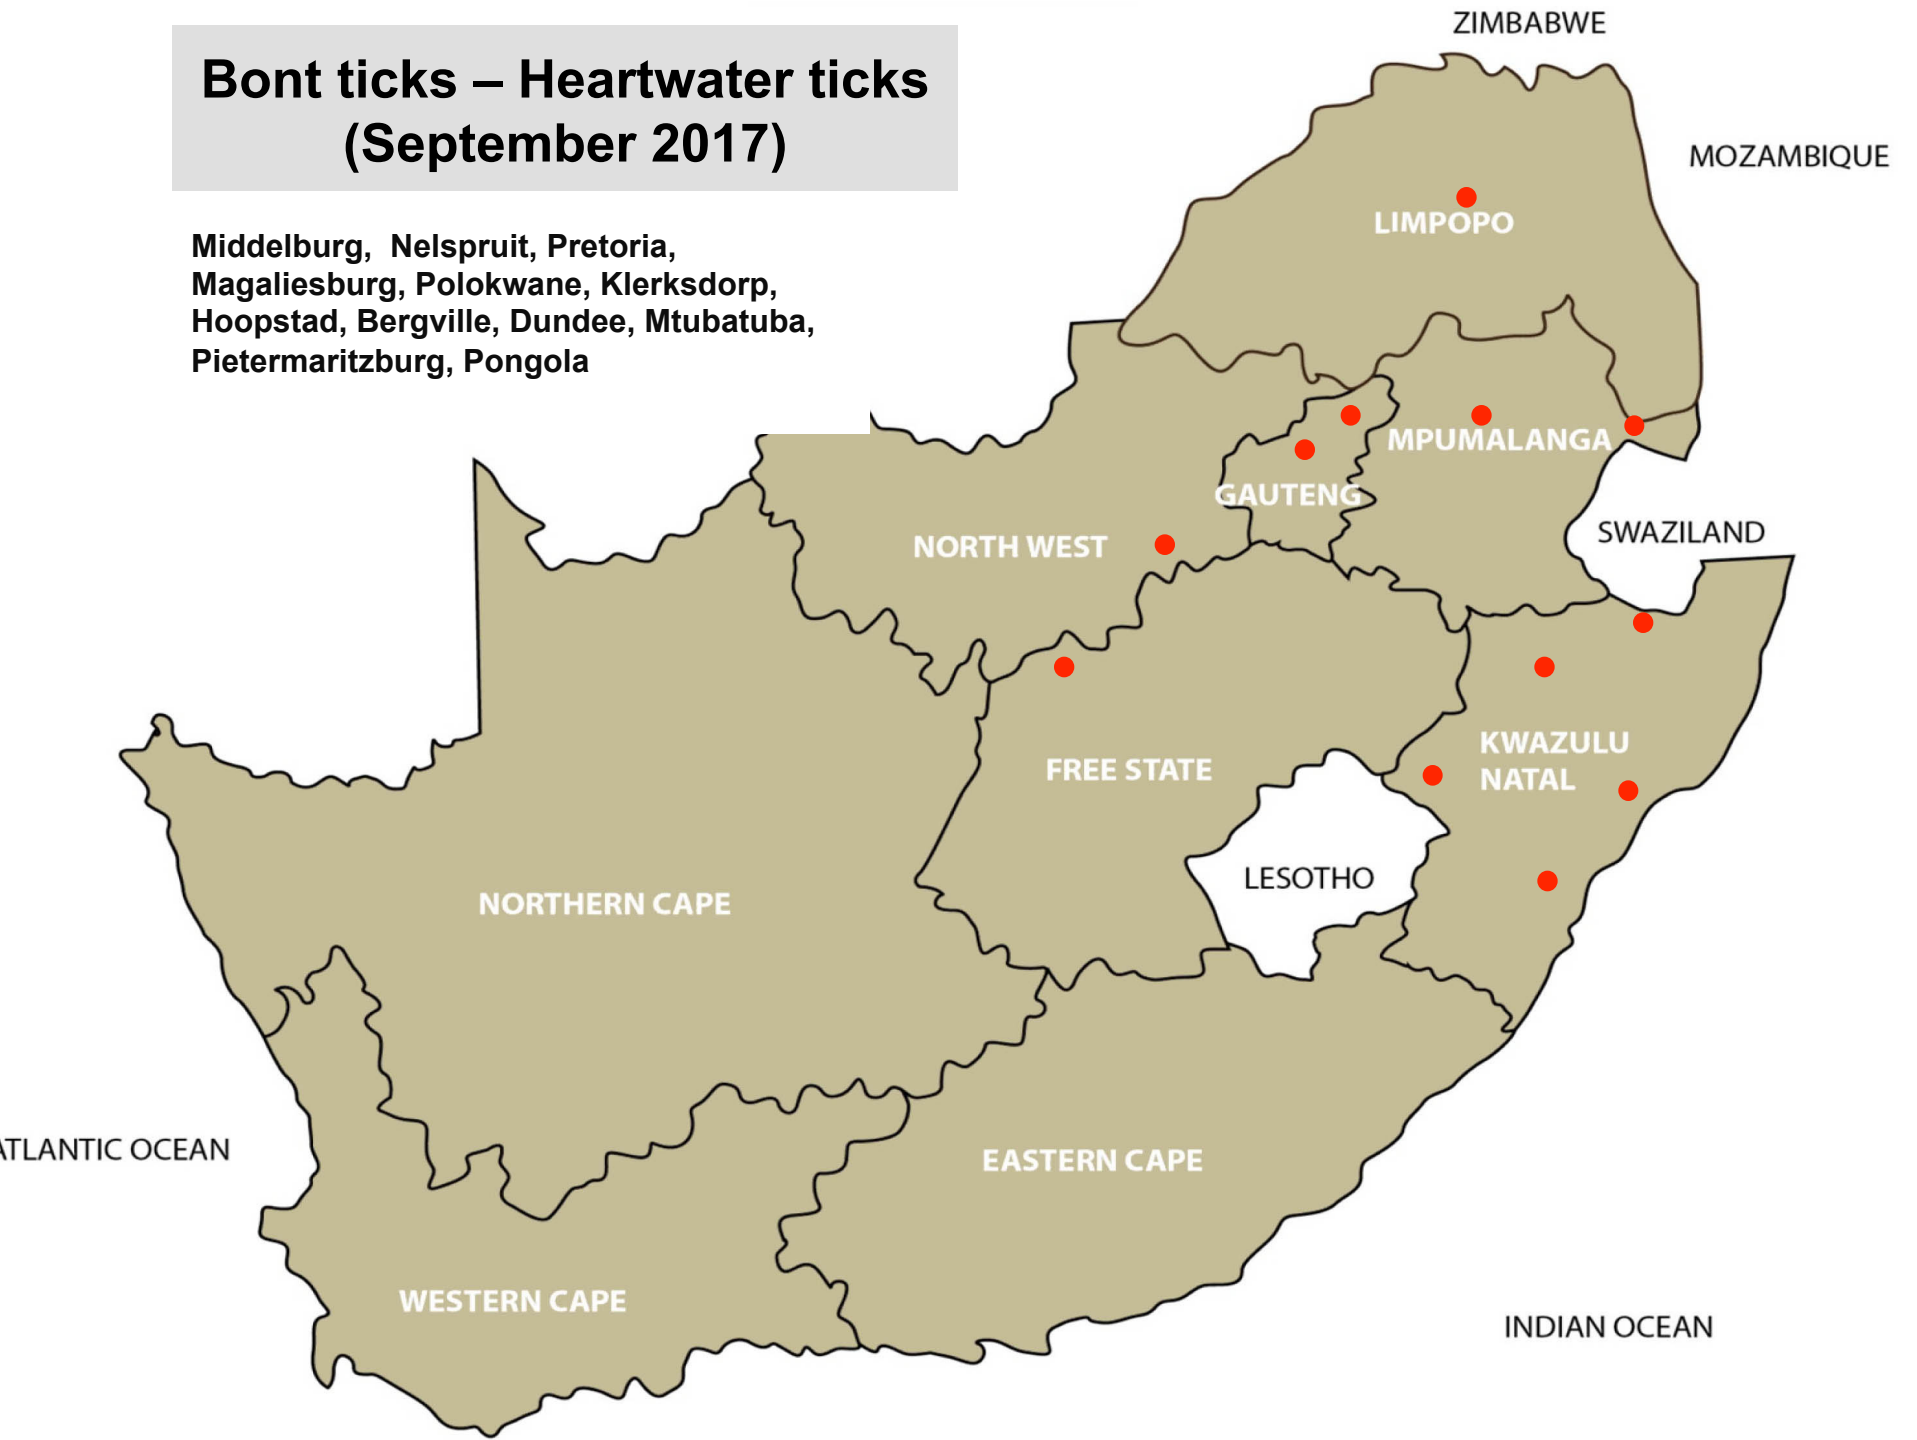 ZIMBABWE
Bont ticks – Heartwater ticks
(September 2017)
MOZAMBIQUE
LIMPOPO
Middelburg, Nelspruit, Pretoria,
Magaliesburg, Polokwane, Klerksdorp,
Hoopstad, Bergville, Dundee, Mtubatuba,
Pietermaritzburg, Pongola
MPUMALANGA
GAUTENG
SWAZILAND
NORTH WEST
KWAZULU
NATAL
FREE STATE
LESOTHO
NORTHERN CAPE
ATLANTIC OCEAN
EASTERN CAPE
WESTERN CAPE
INDIAN OCEAN